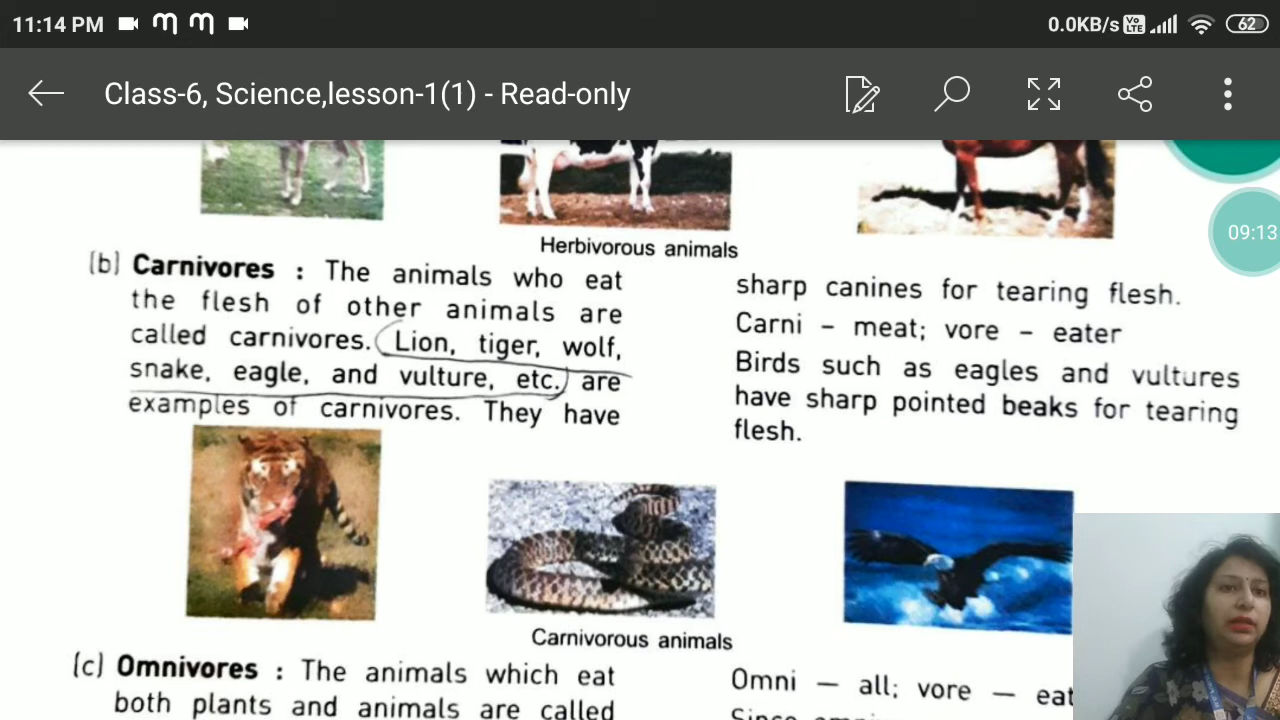 11:14 PM
0.0KB/s Vo LTE 62
Class-6, Science,lesson-1(1) - Read-only
09:13
Herbivorous animals
(b) Carnivores : The animals who eat
the flesh of other animals are
called carnivores. Lion, tiger, wolf,
snake, eagle, and vulture, etc. are
examples of carnivores. They have
sharp canines for tearing flesh.
Carni – meat; vore – eater
Birds such as eagles and vultures
have sharp pointed beaks for tearing
flesh.
Carnivorous animals
(c) Omnivores : The animals which eat
both plants and animals are called
Omni — all; vore — eat
Since